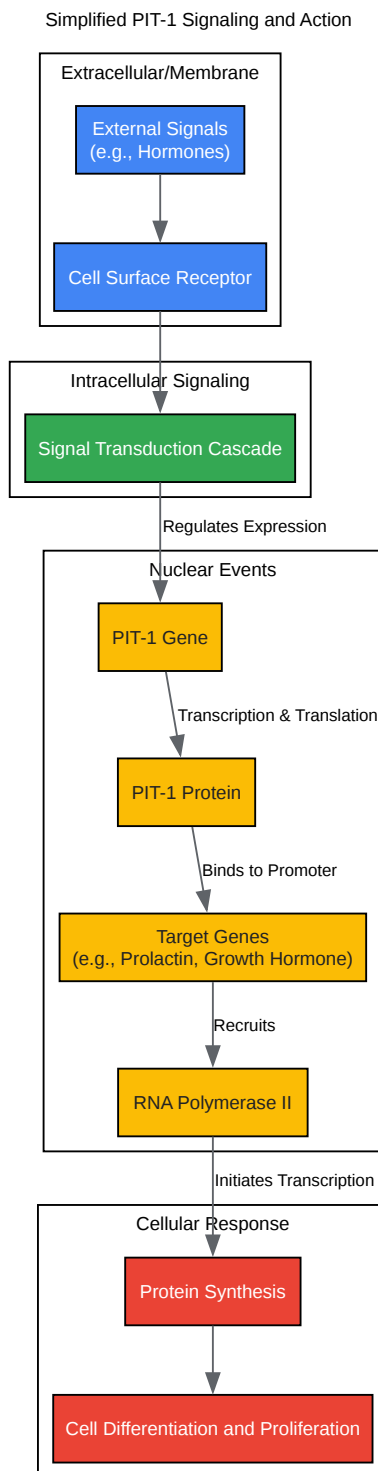 Simplified PIT-1 Signaling and Action
Extracellular/Membrane
External Signals
(e.g., Hormones)
Cell Surface Receptor
Intracellular Signaling
Signal Transduction Cascade
Regulates Expression
Nuclear Events
PIT-1 Gene
Transcription & Translation
PIT-1 Protein
Binds to Promoter
Target Genes
(e.g., Prolactin, Growth Hormone)
Recruits
RNA Polymerase II
Initiates Transcription
Cellular Response
Protein Synthesis
Cell Differentiation and Proliferation